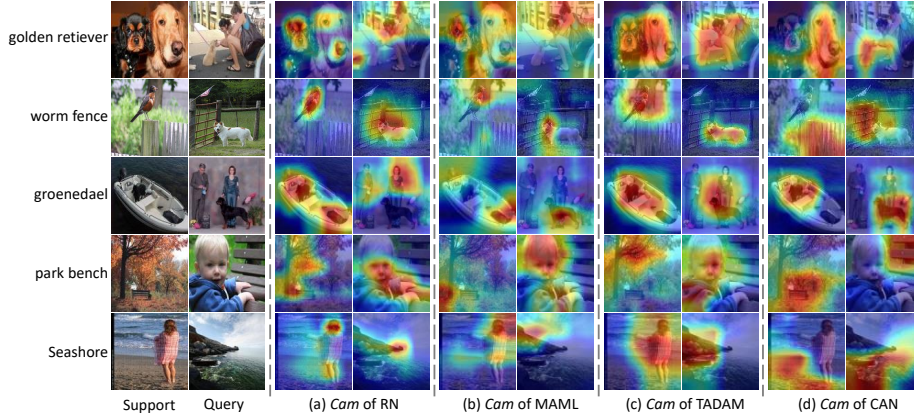 golden retriever
worm fence
groenedael
park bench
Seashore
Support Query (a) Cam of RN (b) Cam of MAML (c) Cam of TADAM (d) Cam of CAN